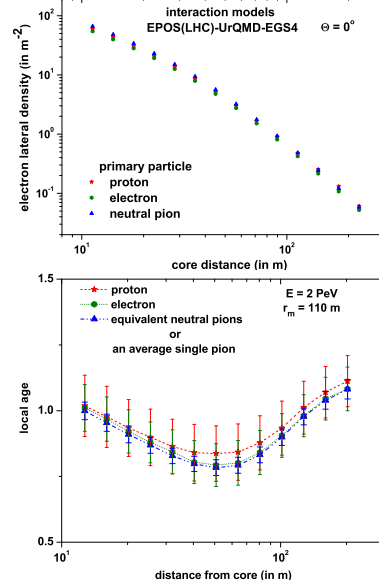 interaction models
EPOS(LHC)-UrQMD-EGS4 Θ = 0°
electron lateral density (in m⁻²)
10²
10¹
10⁰
10⁻¹
primary particle
proton
electron
neutral pion
10¹ 10²
core distance (in m)
1.5
1.0
0.5
local age
proton
electron
equivalent neutral pions
or
an average single pion
E = 2 PeV
rₘ = 110 m
10¹ 10²
distance from core (in m)